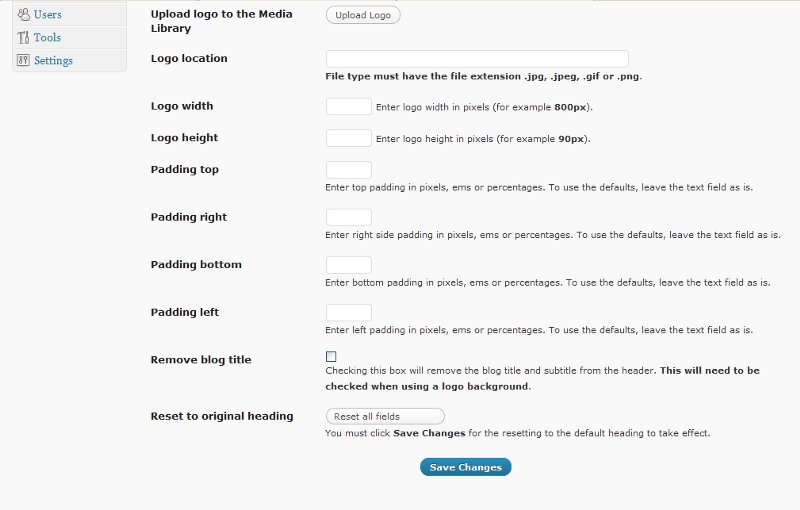 Users
Tools
Settings
Upload logo to the Media
Library
Upload Logo
Logo location
File type must have the file extension .jpg, .jpeg, .gif or .png.
Logo width
Enter logo width in pixels (for example 800px).
Logo height
Enter logo height in pixels (for example 90px).
Padding top
Enter top padding in pixels, ems or percentages. To use the defaults, leave the text field as is.
Padding right
Enter right side padding in pixels, ems or percentages. To use the defaults, leave the text field as is.
Padding bottom
Enter bottom padding in pixels, ems or percentages. To use the defaults, leave the text field as is.
Padding left
Enter left padding in pixels, ems or percentages. To use the defaults, leave the text field as is.
Remove blog title
Checking this box will remove the blog title and subtitle from the header. This will need to be
checked when using a logo background.
Reset to original heading
Reset all fields
You must click Save Changes for the resetting to the default heading to take effect.
Save Changes